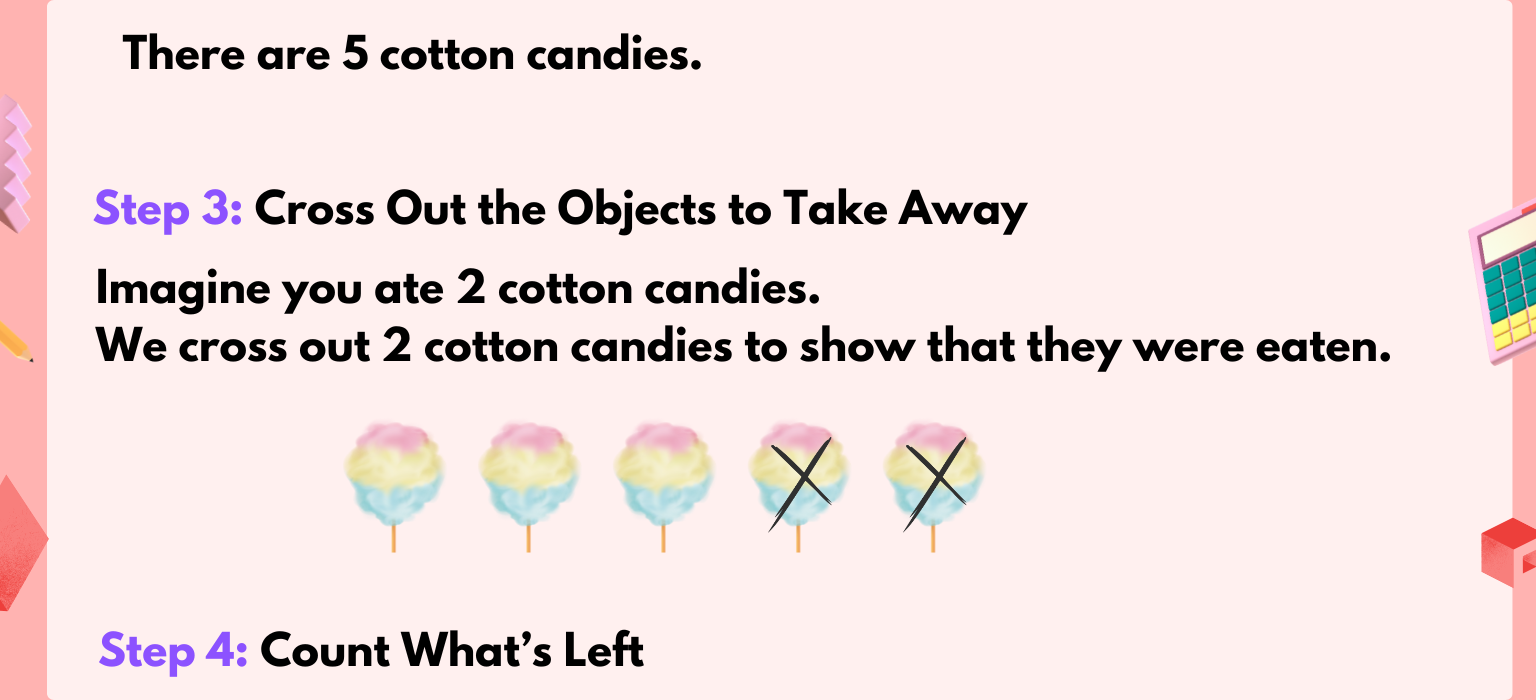 There are 5 cotton candies.
Step 3: Cross Out the Objects to Take Away
Imagine you ate 2 cotton candies.
We cross out 2 cotton candies to show that they were eaten.
Step 4: Count What’s Left